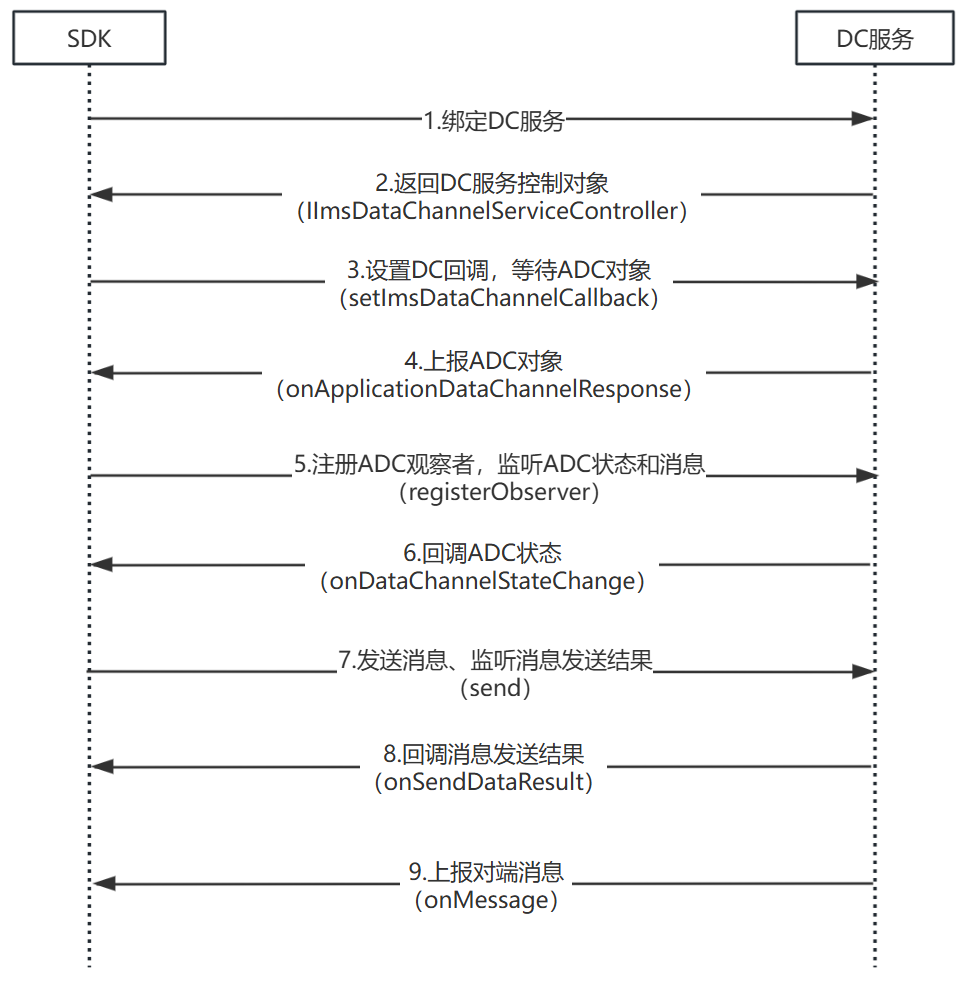 SDK
DC服务
1.绑定DC服务
2.返回DC服务控制对象
（IImsDataChannelServiceController）
3.设置DC回调，等待ADC对象
（setImsDataChannelCallback）
4.上报ADC对象
（onApplicationDataChannelResponse）
5.注册ADC观察者，监听ADC状态和消息
（registerObserver）
6.回调ADC状态
（onDataChannelStateChange）
7.发送消息、监听消息发送结果
（send）
8.回调消息发送结果
（onSendDataResult）
9.上报对端消息
（onMessage）